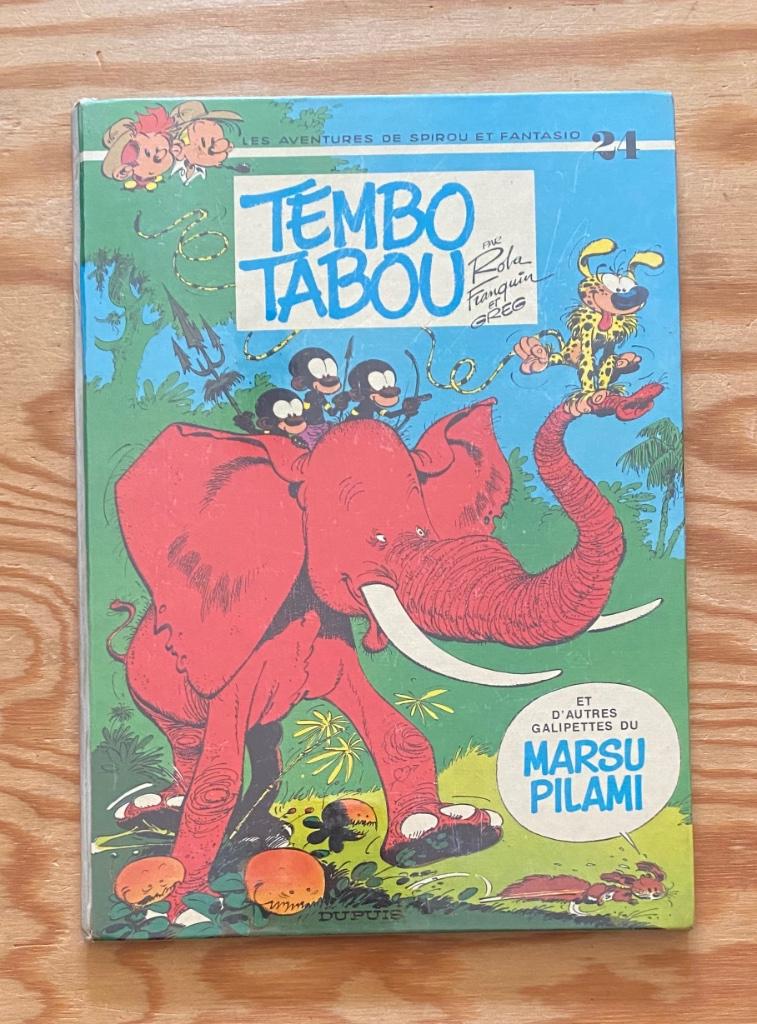 LES AVENTURES DE SPIROU ET FANTASIO 24
TEMBO
TABOU
PAR
Roba
Franquin
ET
GREG
ET
D'AUTRES
GALIPETTES DU
MARSU
PILAMI
DUPUIS